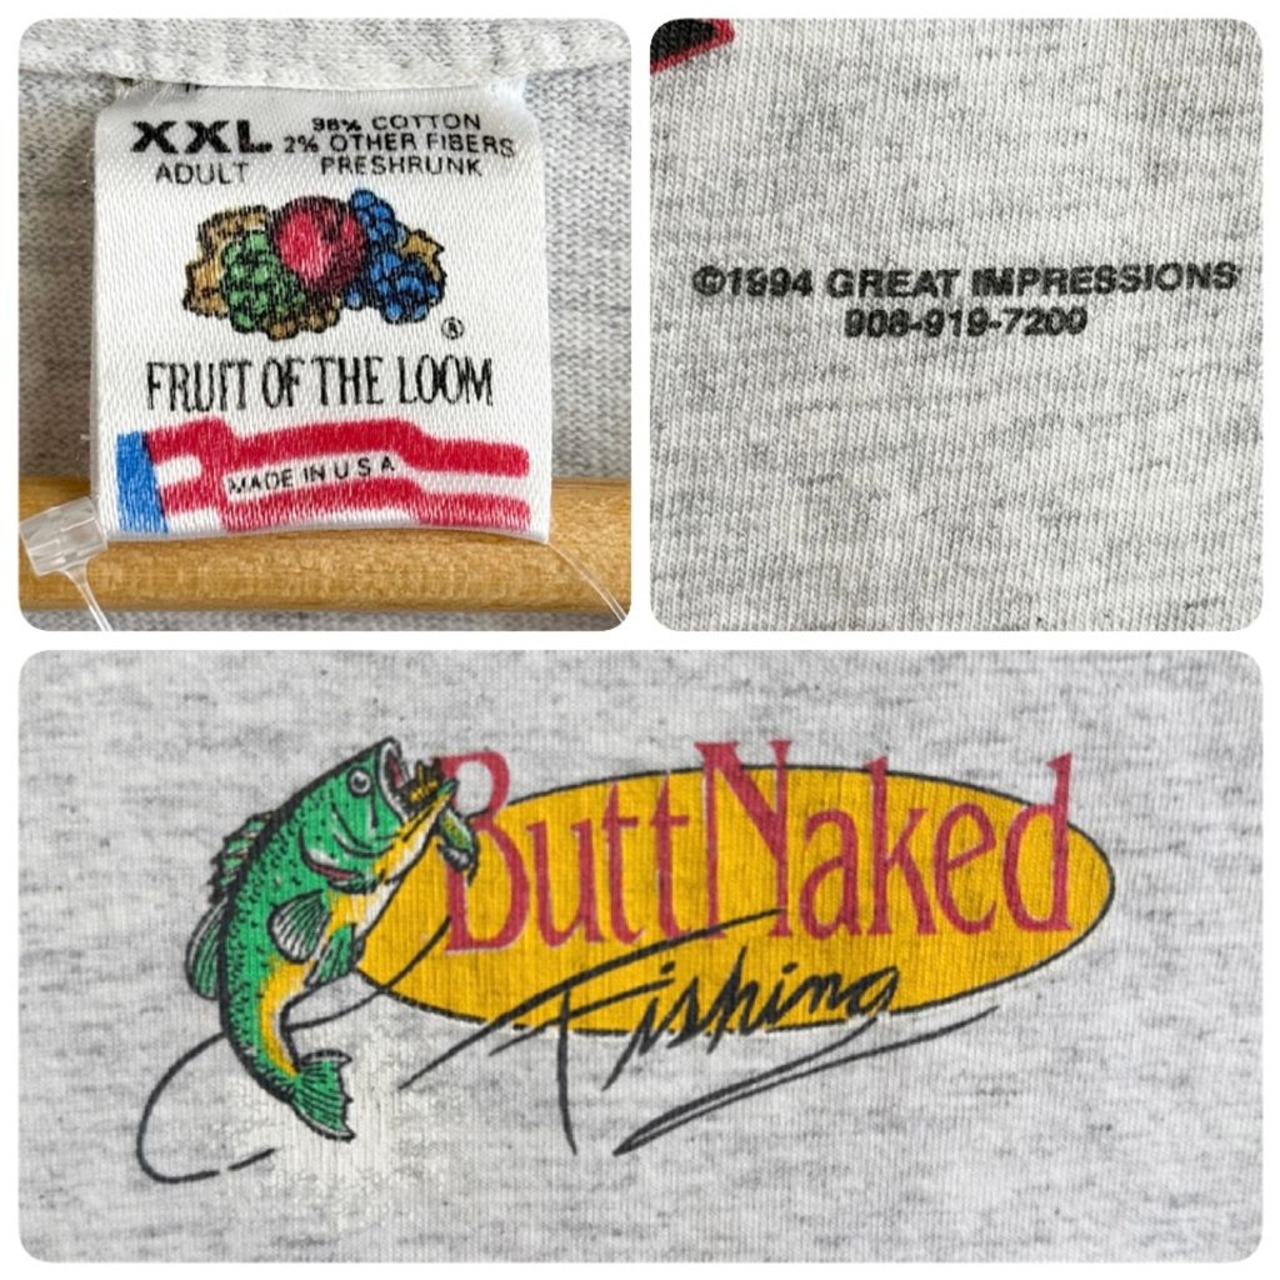 XXL
ADULT
98% COTTON
2% OTHER FIBERS
PRESHRUNK
®
FRUIT OF THE LOOM
MADE IN U S A
©1994 GREAT IMPRESSIONS
908-919-7200
ButtNaked
Fishing